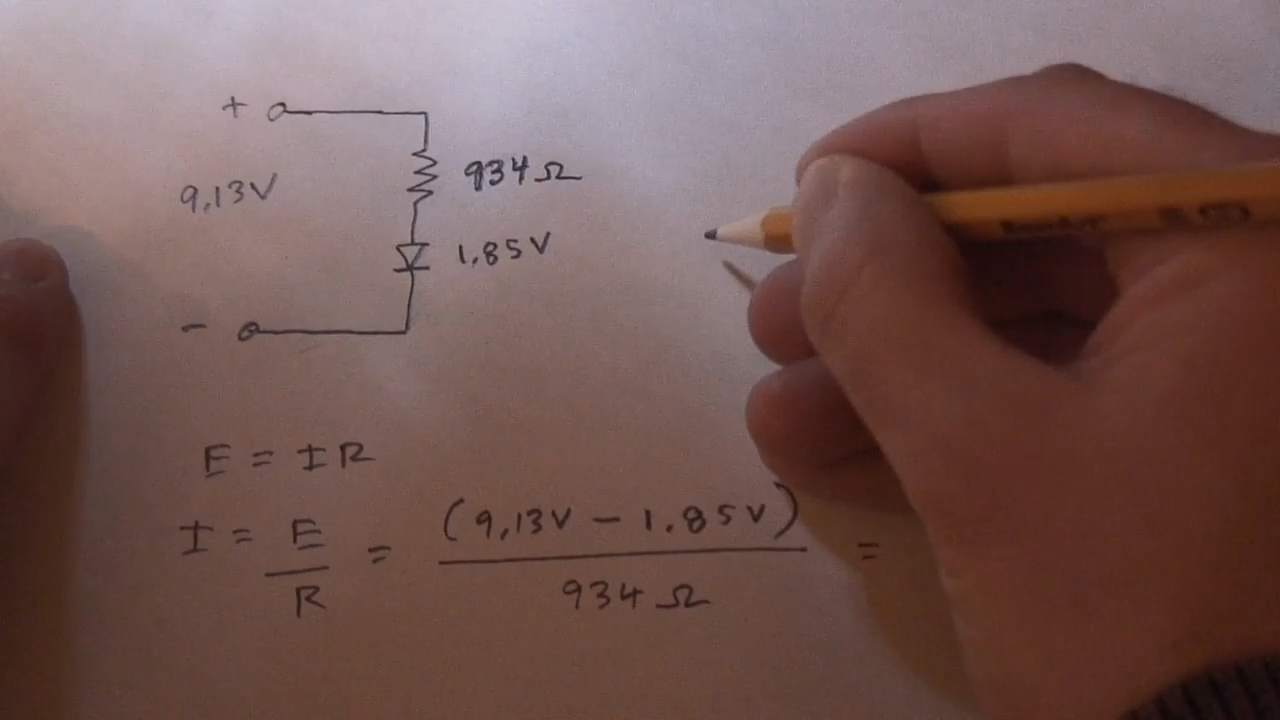 +
934Ω
9.13V
1.85V
-
E = IR
I = E/R = (9.13V - 1.85V)/934Ω =